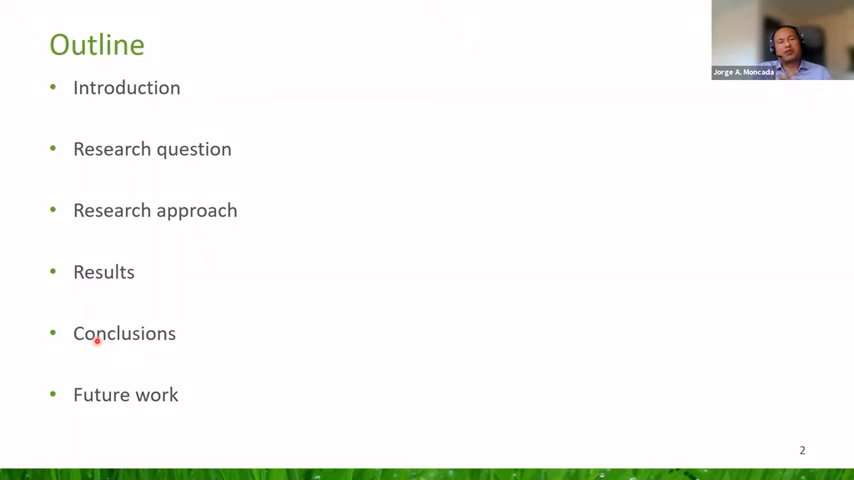 Outline
Jorge A. Moncada
• Introduction
• Research question
• Research approach
• Results
• Conclusions
• Future work
2